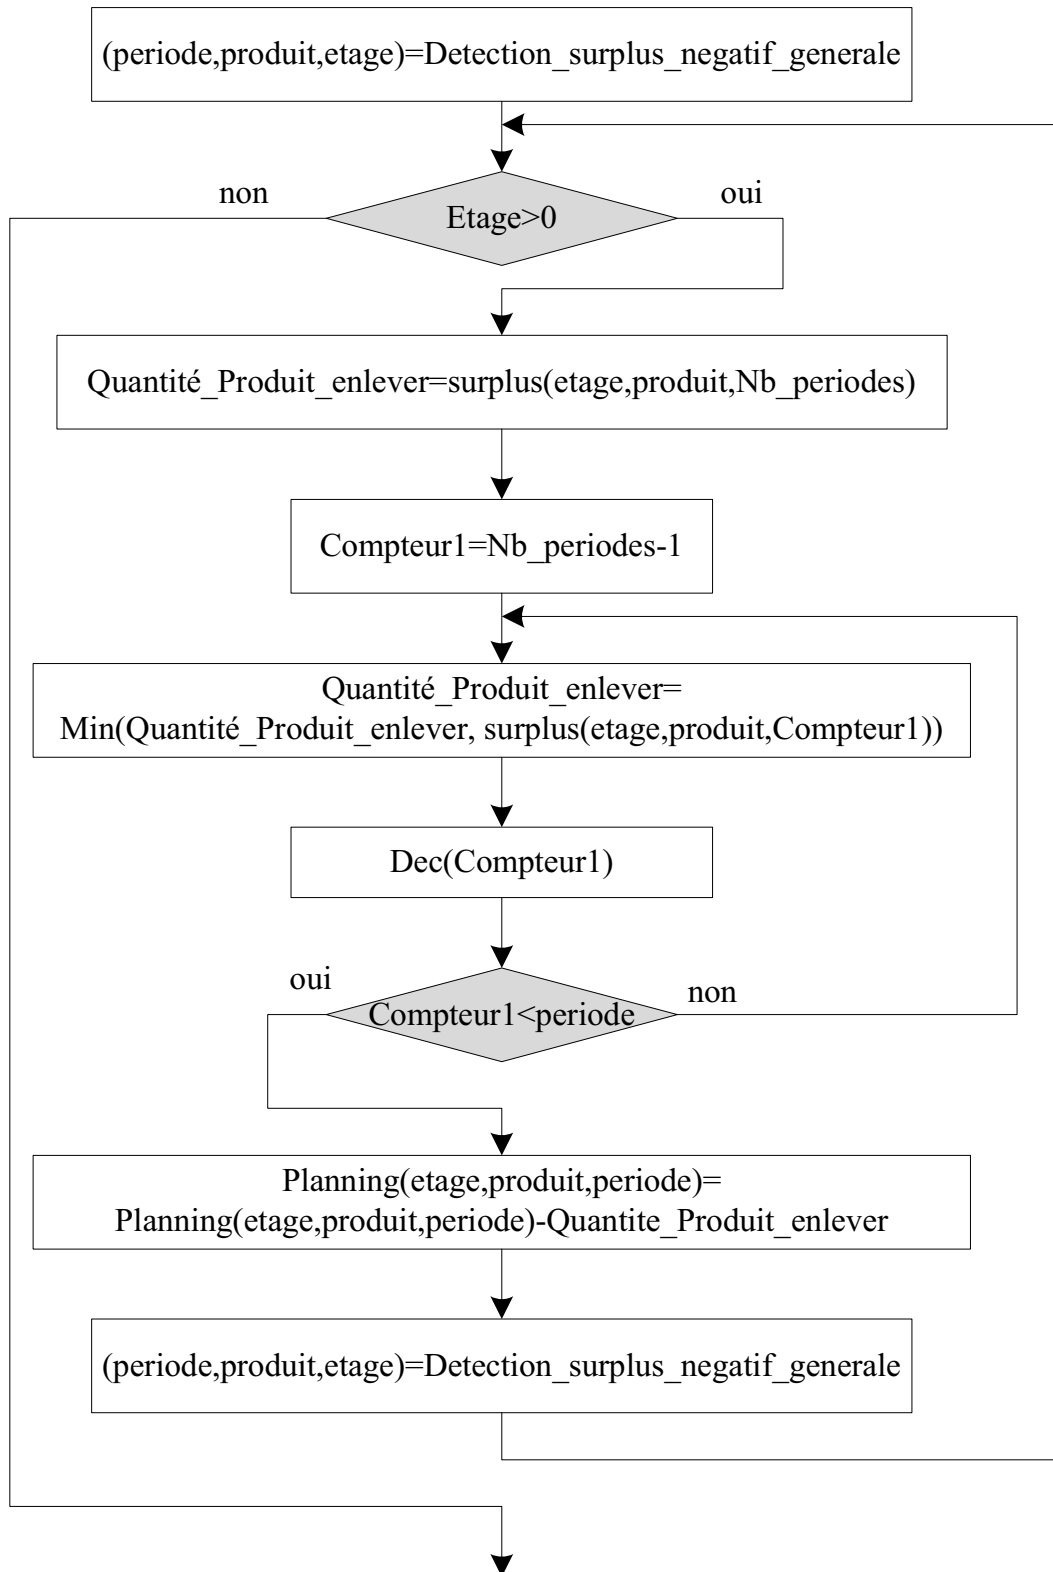 (periode,produit,etage)=Detection_surplus_negatif_generale
non
oui
Etage>0
Quantité_Produit_enlever=surplus(etage,produit,Nb_periodes)
Compteur1=Nb_periodes-1
Quantité_Produit_enlever=
Min(Quantité_Produit_enlever, surplus(etage,produit,Compteur1))
Dec(Compteur1)
oui
non
Compteur1<periode
Planning(etage,produit,periode)=
Planning(etage,produit,periode)-Quantite_Produit_enlever
(periode,produit,etage)=Detection_surplus_negatif_generale